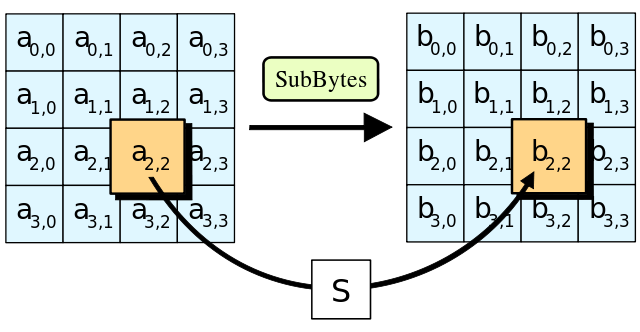 a0,0 a0,1 a0,2 a0,3 b0,0 b0,1 b0,2 b0,3
SubBytes
a1,0 a1,1 a1,2 a1,3 b1,0 b1,1 b1,2 b1,3
a2,0 a2,1 a2,2 a2,3 b2,0 b2,1 b2,2 b2,3
a3,0 a3,1 a3,2 a3,3 b3,0 b3,1 b3,2 b3,3
S